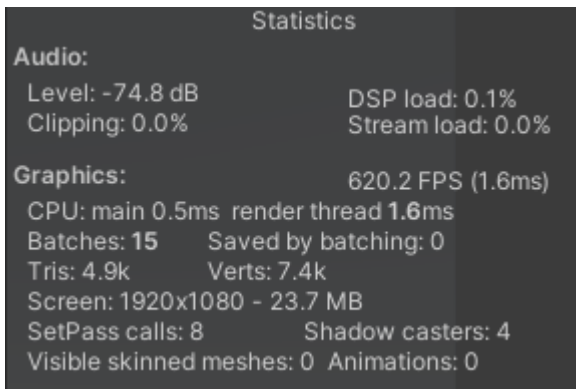 Statistics
Audio:
Level: -74.8 dB DSP load: 0.1%
Clipping: 0.0% Stream load: 0.0%
Graphics: 620.2 FPS (1.6ms)
CPU: main 0.5ms render thread 1.6ms
Batches: 15 Saved by batching: 0
Tris: 4.9k Verts: 7.4k
Screen: 1920x1080 - 23.7 MB
SetPass calls: 8 Shadow casters: 4
Visible skinned meshes: 0 Animations: 0